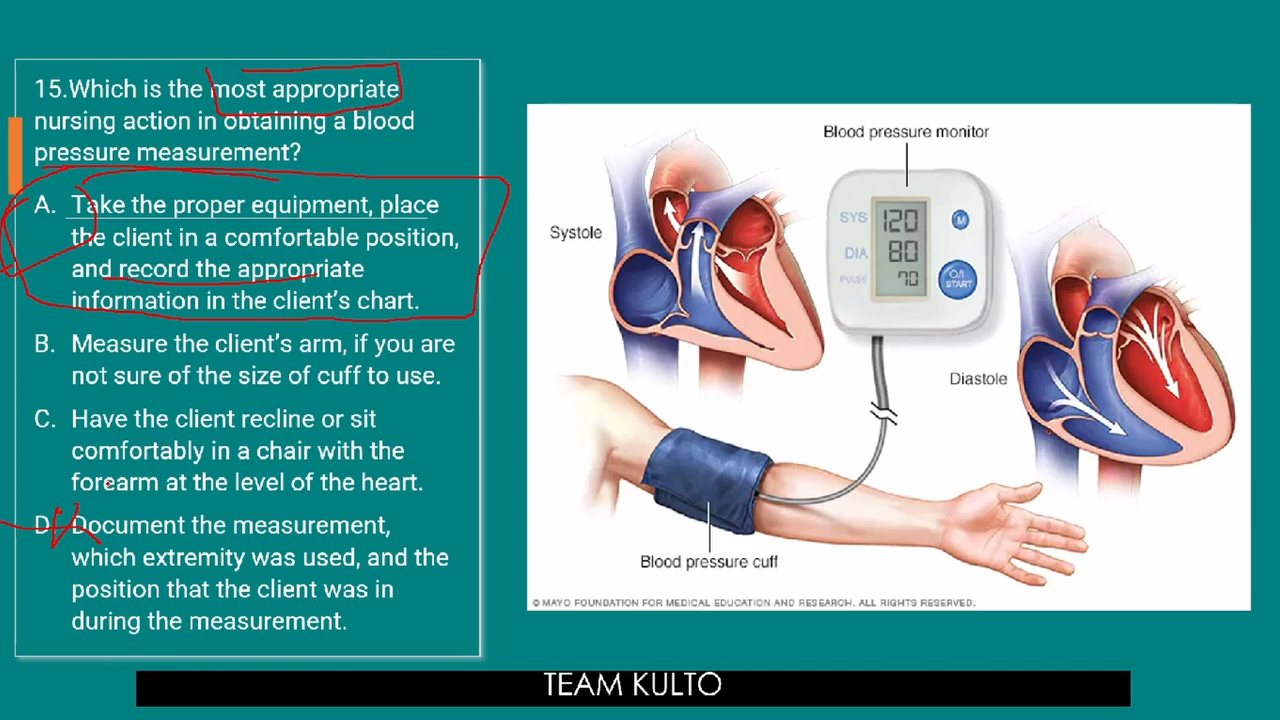 15.Which is the most appropriate
nursing action in obtaining a blood
pressure measurement?
A. Take the proper equipment, place
the client in a comfortable position,
and record the appropriate
information in the client's chart.
B. Measure the client's arm, if you are
not sure of the size of cuff to use.
C. Have the client recline or sit
comfortably in a chair with the
forearm at the level of the heart.
D. Document the measurement,
which extremity was used, and the
position that the client was in
during the measurement.
Blood pressure monitor
Systole
SYS 120
M
DIA 80
PULSE 70
O/I
START
Diastole
Blood pressure cuff
© MAYO FOUNDATION FOR MEDICAL EDUCATION AND RESEARCH. ALL RIGHTS RESERVED.
TEAM KULTO